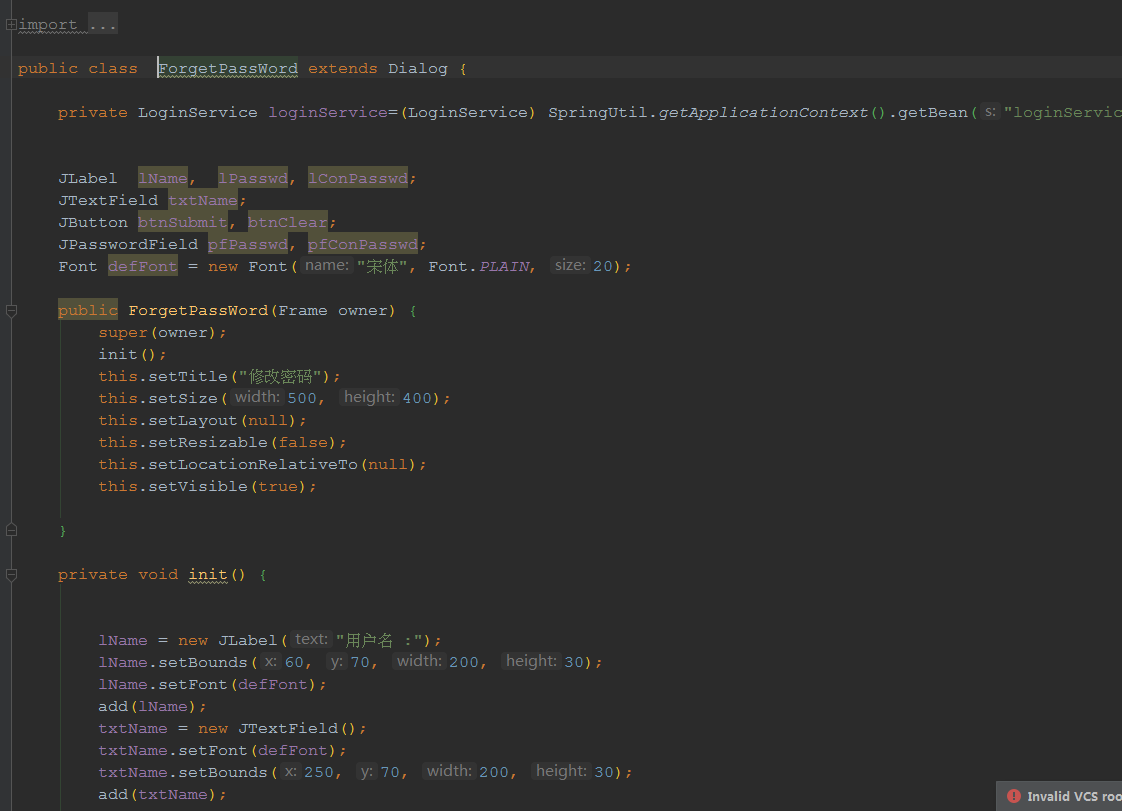 import ...
public class ForgetPassWord extends Dialog {
private LoginService loginService=(LoginService) SpringUtil.getApplicationContext().getBean( s: "loginServic
JLabel lName, lPasswd, lConPasswd;
JTextField txtName;
JButton btnSubmit, btnClear;
JPasswordField pfPasswd, pfConPasswd;
Font defFont = new Font( name: "宋体", Font.PLAIN, size: 20);
public ForgetPassWord(Frame owner) {
super(owner);
init();
this.setTitle("修改密码");
this.setSize( width: 500, height: 400);
this.setLayout(null);
this.setResizable(false);
this.setLocationRelativeTo(null);
this.setVisible(true);
}
private void init() {
lName = new JLabel( text: "用户名 :");
lName.setBounds( x: 60, y: 70, width: 200, height: 30);
lName.setFont(defFont);
add(lName);
txtName = new JTextField();
txtName.setFont(defFont);
txtName.setBounds( x: 250, y: 70, width: 200, height: 30);
add(txtName);
Invalid VCS roo